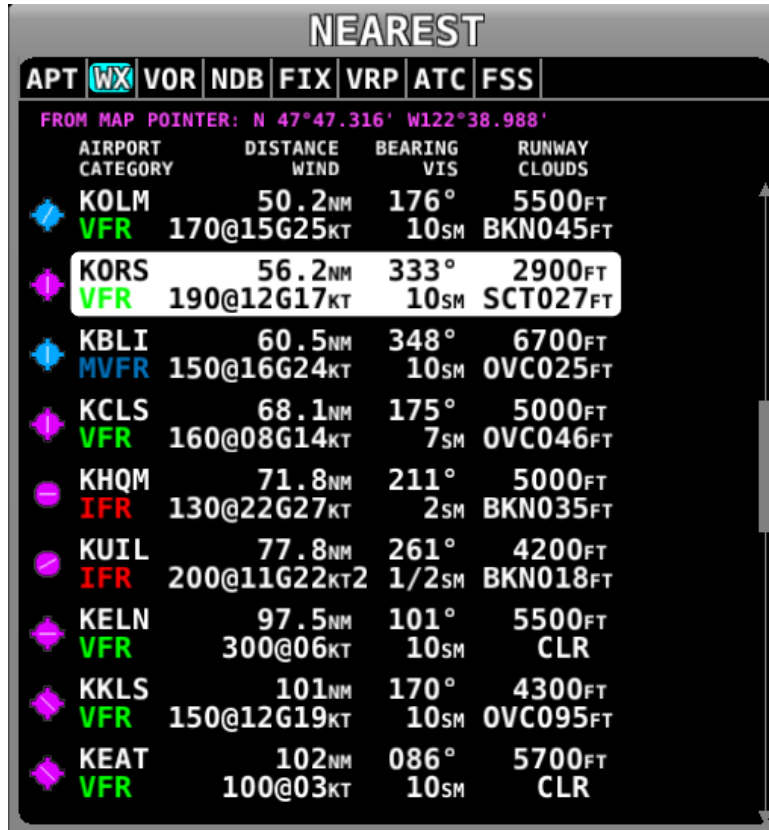 NEAREST
APT WX VOR NDB FIX VRP ATC FSS
FROM MAP POINTER: N 47°47.316' W122°38.988'
AIRPORT DISTANCE BEARING RUNWAY
CATEGORY WIND VIS CLOUDS
KOLM 50.2NM 176° 5500FT
VFR 170@15G25KT 10SM BKN045FT
KORS 56.2NM 333° 2900FT
VFR 190@12G17KT 10SM SCT027FT
KBLI 60.5NM 348° 6700FT
MVFR 150@16G24KT 10SM OVC025FT
KCLS 68.1NM 175° 5000FT
VFR 160@08G14KT 7SM OVC046FT
KHQM 71.8NM 211° 5000FT
IFR 130@22G27KT 2SM BKN035FT
KUIL 77.8NM 261° 4200FT
IFR 200@11G22KT2 1/2SM BKN018FT
KELN 97.5NM 101° 5500FT
VFR 300@06KT 10SM CLR
KKLS 101NM 170° 4300FT
VFR 150@12G19KT 10SM OVC095FT
KEAT 102NM 086° 5700FT
VFR 100@03KT 10SM CLR